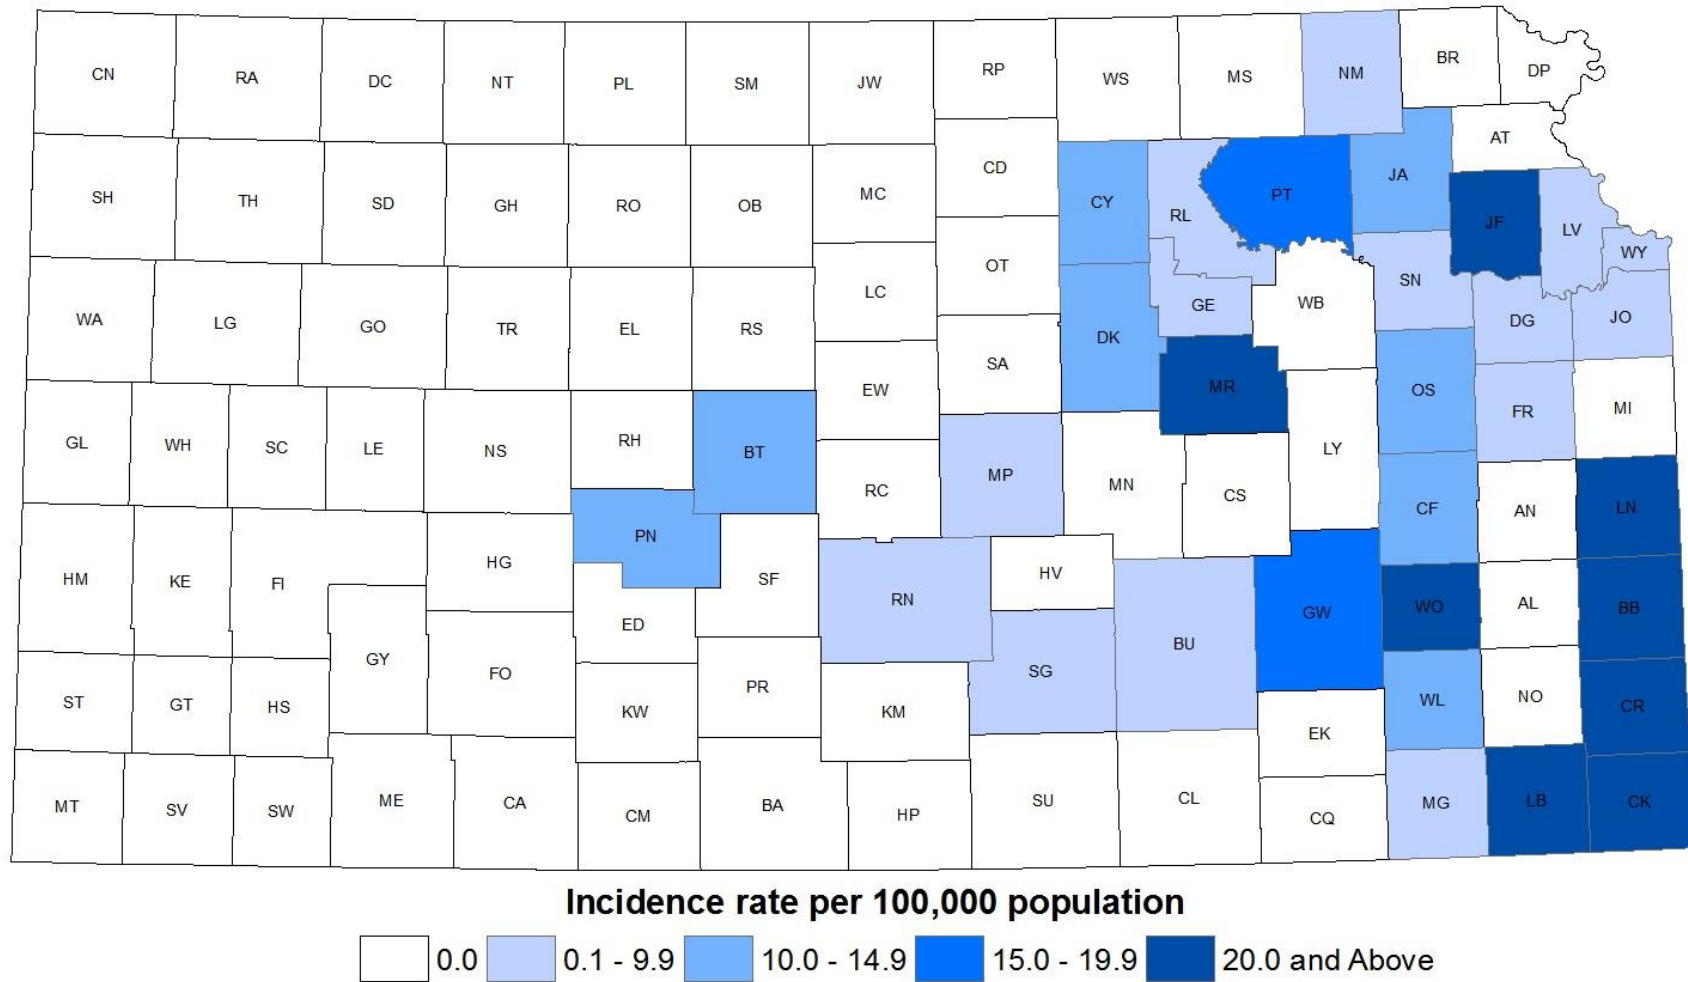 CN RA DC NT PL SM JW RP WS MS NM BR DP
SH TH SD GH RO OB MC CD CY RL PT JA AT
JF LV WY
WA LG GO TR EL RS LC OT DK GE WB SN DG JO
GL WH SC LE NS RH BT EW SA MR OS FR MI
PN RC MP MN CS LY CF AN LN
HM KE FI HG SF RN HV GW WO AL BB
ED BU
ST GT HS GY FO KW PR KM SG EK WL NO CR
MT SV SW ME CA CM BA HP SU CL CQ MG LB CK
Incidence rate per 100,000 population
0.0 0.1 - 9.9 10.0 - 14.9 15.0 - 19.9 20.0 and Above